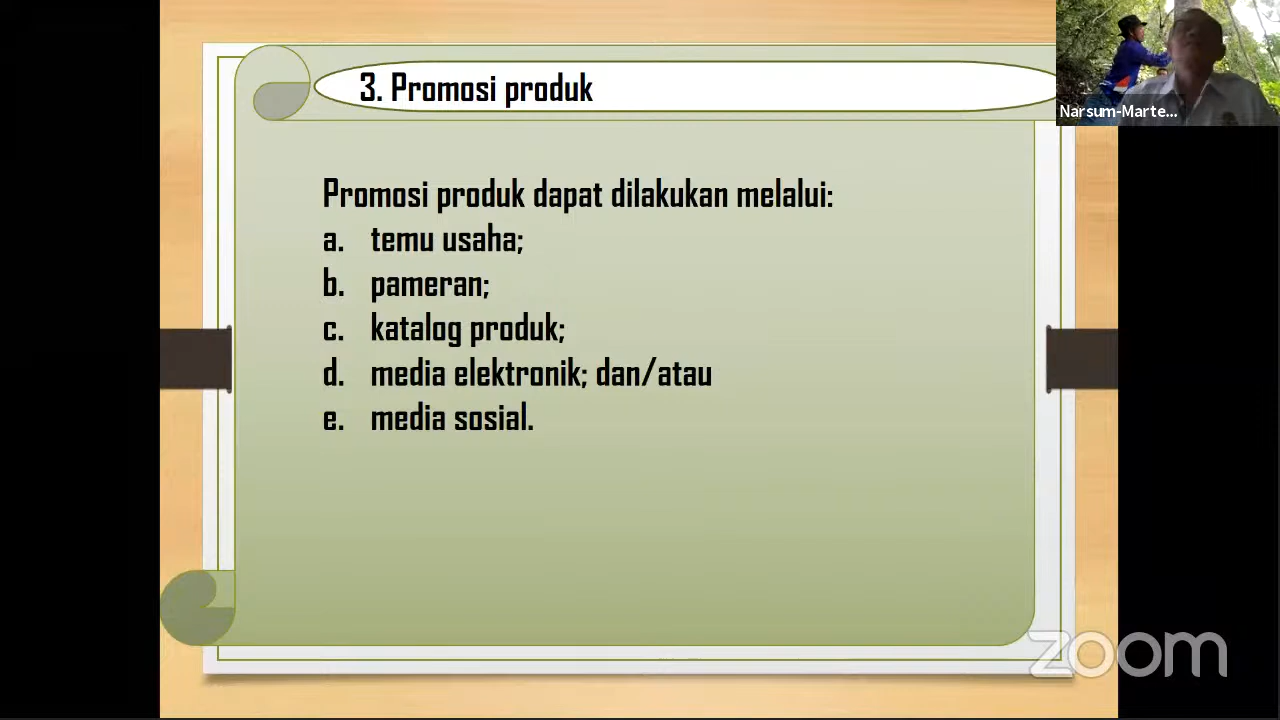 3. Promosi produk
Narsum-Marte...
Promosi produk dapat dilakukan melalui:
a. temu usaha;
b. pameran;
c. katalog produk;
d. media elektronik; dan/atau
e. media sosial.
zoom